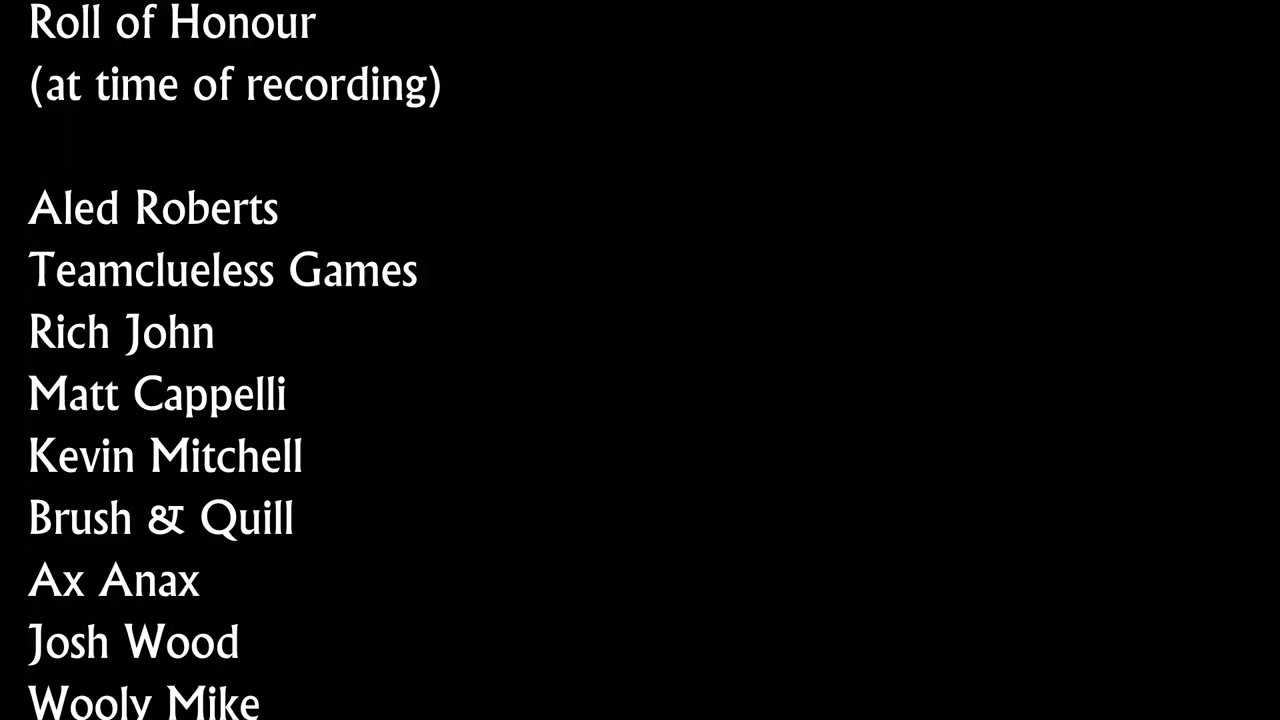 Roll of Honour
(at time of recording)
Aled Roberts
Teamclueless Games
Rich John
Matt Cappelli
Kevin Mitchell
Brush & Quill
Ax Anax
Josh Wood
Wooly Mike